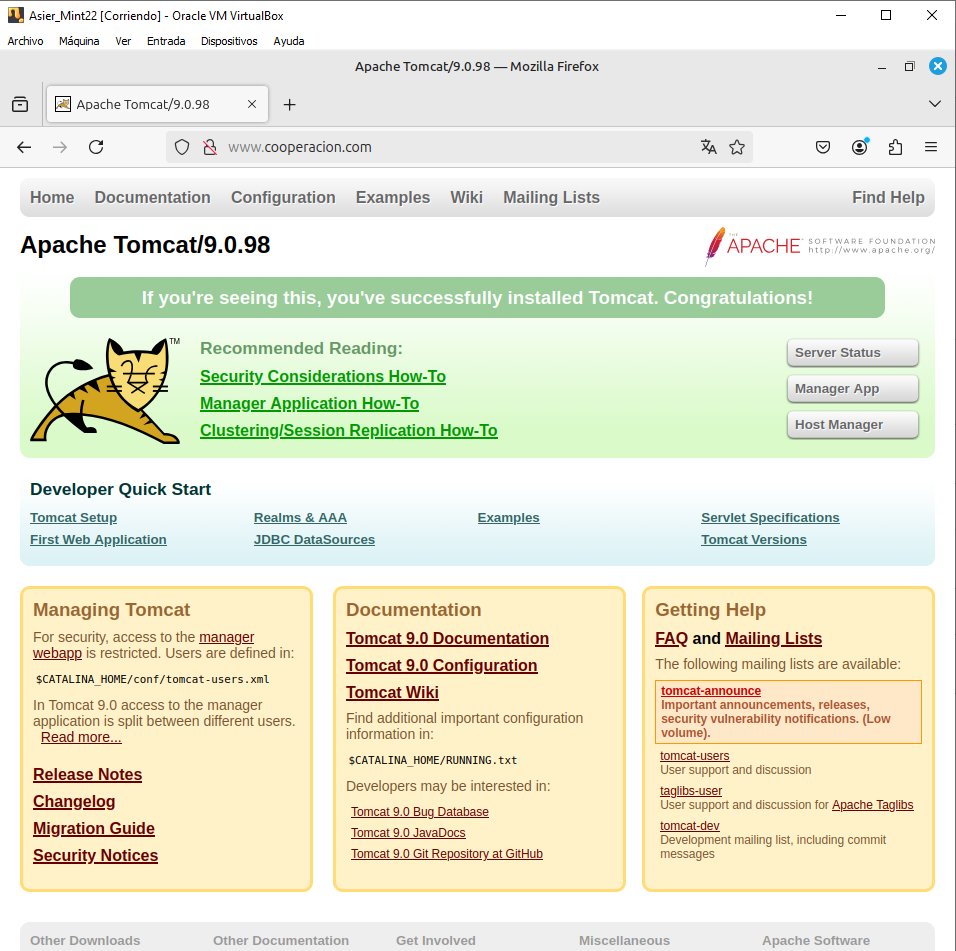 Asier_Mint22 [Corriendo] - Oracle VM VirtualBox
Archivo Máquina Ver Entrada Dispositivos Ayuda
Apache Tomcat/9.0.98 — Mozilla Firefox
Apache Tomcat/9.0.98
www.cooperacion.com
Home Documentation Configuration Examples Wiki Mailing Lists Find Help
Apache Tomcat/9.0.98
THE APACHE SOFTWARE FOUNDATION
http://www.apache.org/
If you're seeing this, you've successfully installed Tomcat. Congratulations!
TM
Recommended Reading:
Security Considerations How-To
Manager Application How-To
Clustering/Session Replication How-To
Server Status
Manager App
Host Manager
Developer Quick Start
Tomcat Setup
First Web Application
Realms & AAA
JDBC DataSources
Examples
Servlet Specifications
Tomcat Versions
Managing Tomcat
For security, access to the manager
webapp is restricted. Users are defined in:
$CATALINA_HOME/conf/tomcat-users.xml
In Tomcat 9.0 access to the manager
application is split between different users.
Read more...
Release Notes
Changelog
Migration Guide
Security Notices
Documentation
Tomcat 9.0 Documentation
Tomcat 9.0 Configuration
Tomcat Wiki
Find additional important configuration
information in:
$CATALINA_HOME/RUNNING.txt
Developers may be interested in:
Tomcat 9.0 Bug Database
Tomcat 9.0 JavaDocs
Tomcat 9.0 Git Repository at GitHub
Getting Help
FAQ and Mailing Lists
The following mailing lists are available:
tomcat-announce
Important announcements, releases,
security vulnerability notifications. (Low
volume).
tomcat-users
User support and discussion
taglibs-user
User support and discussion for Apache Taglibs
tomcat-dev
Development mailing list, including commit
messages
Other Downloads Other Documentation Get Involved Miscellaneous Apache Software